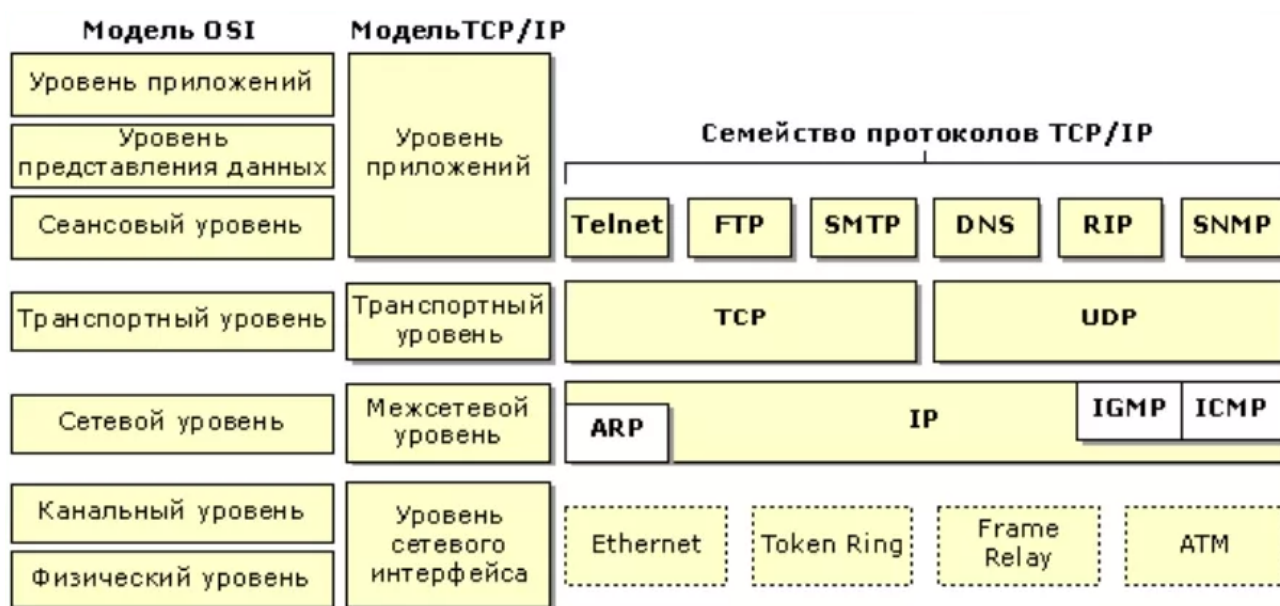 Модель OSI
МодельTCP/IP
Уровень приложений
Уровень
представления данных
Сеансовый уровень
Уровень
приложений
Семейство протоколов TCP/IP
Telnet
FTP
SMTP
DNS
RIP
SNMP
Транспортный уровень
Транспортный
уровень
TCP
UDP
Сетевой уровень
Межсетевой
уровень
ARP
IP
IGMP
ICMP
Канальный уровень
Физический уровень
Уровень
сетевого
интерфейса
Ethernet
Token Ring
Frame
Relay
ATM